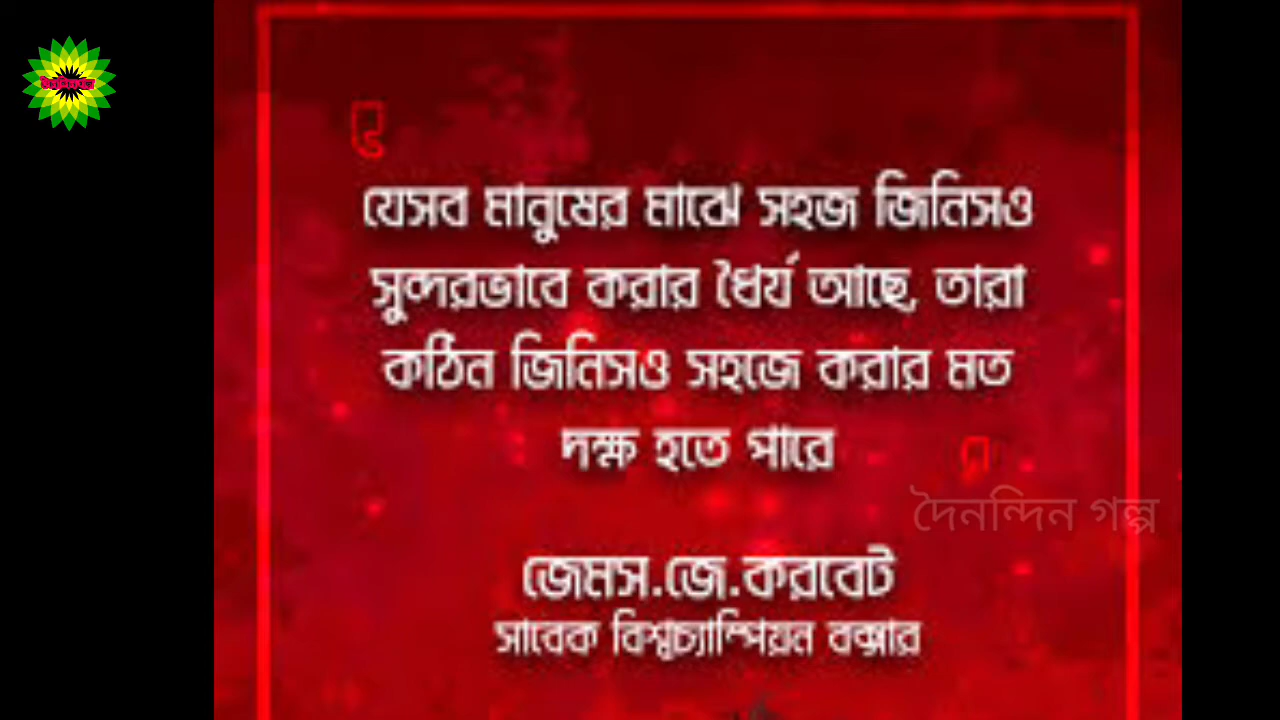 যেসব মানুষের মাঝে সহজ জিনিসও
সুন্দরভাবে করার ধৈর্য আছে, তারা
কঠিন জিনিসও সহজে করার মত
দক্ষ হতে পারে
দৈনন্দিন গল্প
জেমস.জে.করবেট
সাবেক বিশ্বচ্যাম্পিয়ন বক্সার